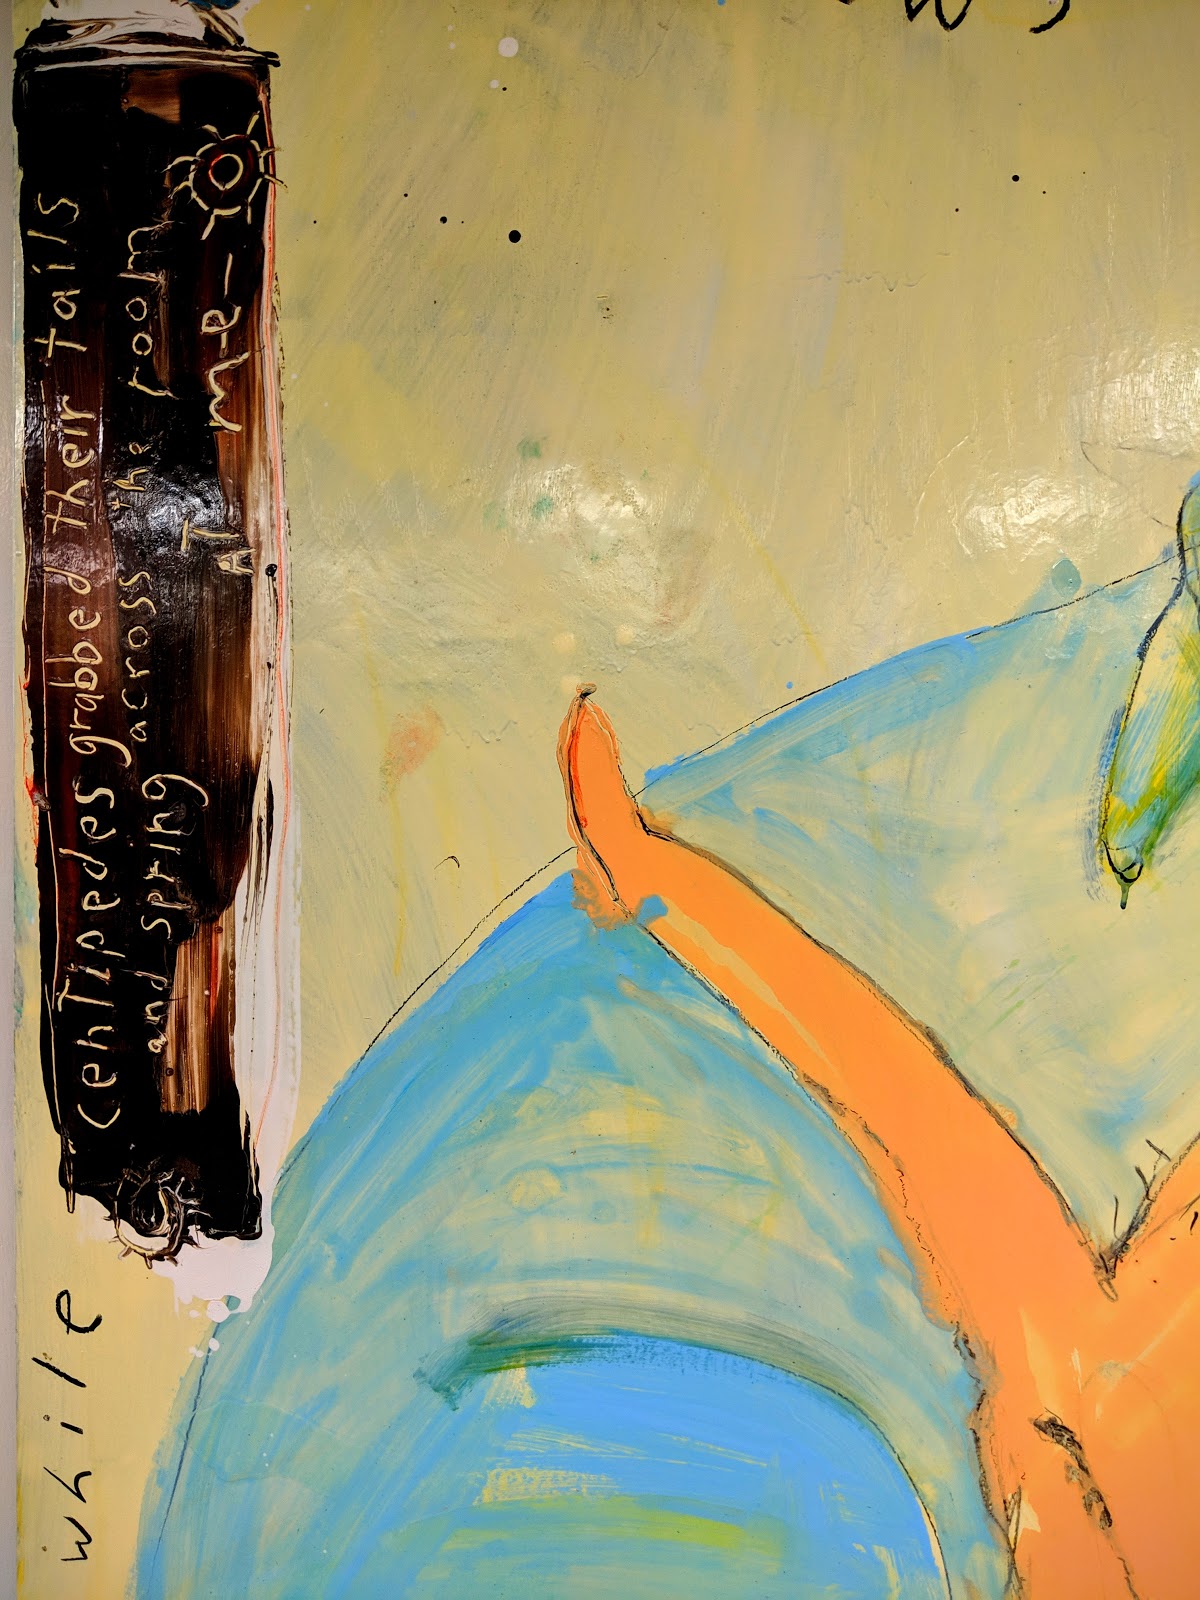 while
centipedes grabbed their tails
and spring across the room
AT me-